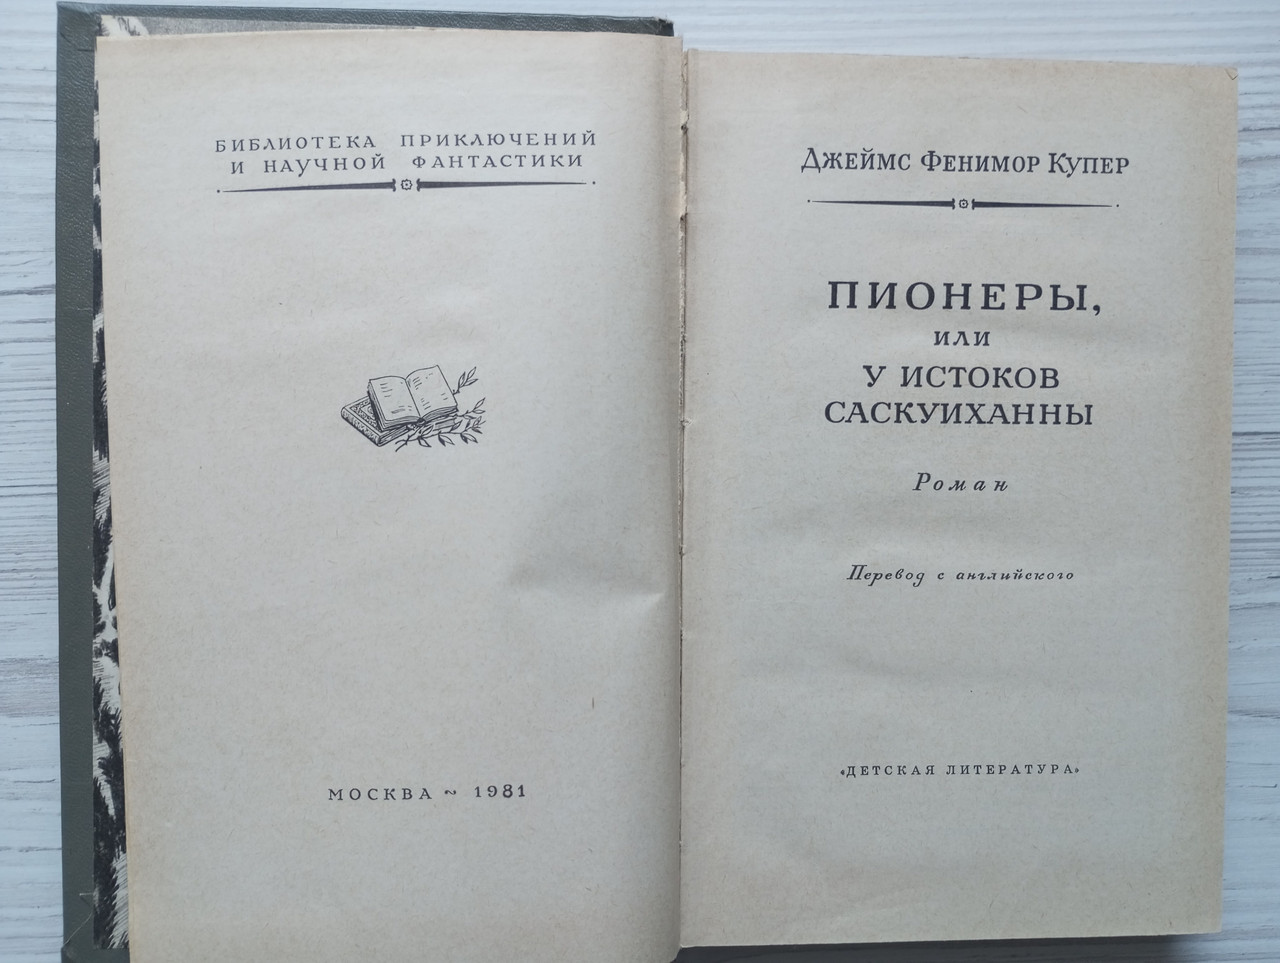 БИБЛИОТЕКА ПРИКЛЮЧЕНИЙ
И НАУЧНОЙ ФАНТАСТИКИ
МОСКВА ~ 1981
ДЖЕЙМС ФЕНИМОР КУПЕР
ПИОНЕРЫ,
ИЛИ
У ИСТОКОВ
САСКУИХАННЫ
Роман
Перевод с английского
«ДЕТСКАЯ ЛИТЕРАТУРА»